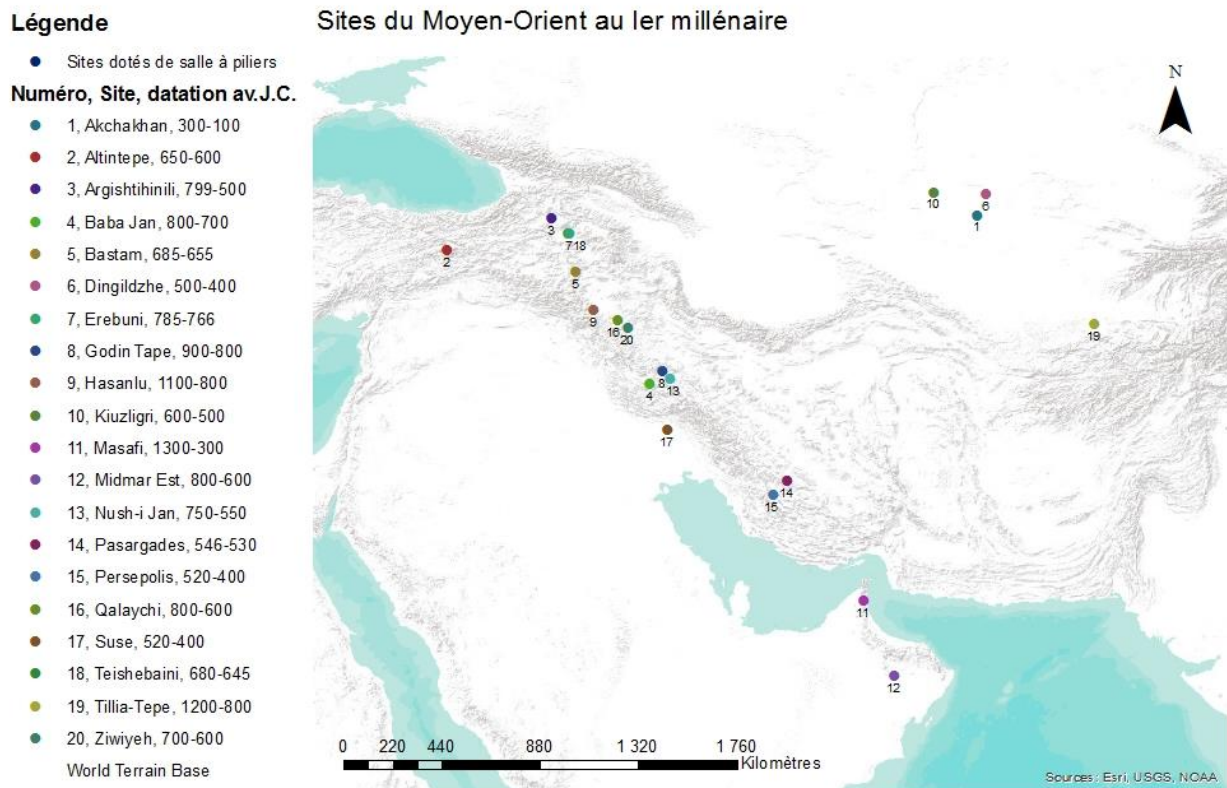 Légende
Sites du Moyen-Orient au Ier millénaire
Sites dotés de salle à piliers
Numéro, Site, datation av.J.C.
1, Akchakhan, 300-100
2, Altintepe, 650-600
3, Argishtihinili, 799-500
4, Baba Jan, 800-700
5, Bastam, 685-655
6, Dingildzhe, 500-400
7, Erebuni, 785-766
8, Godin Tape, 900-800
9, Hasanlu, 1100-800
10, Kiuzligri, 600-500
11, Masafi, 1300-300
12, Midmar Est, 800-600
13, Nush-i Jan, 750-550
14, Pasargades, 546-530
15, Persepolis, 520-400
16, Qalaychi, 800-600
17, Suse, 520-400
18, Teishebaini, 680-645
19, Tillia-Tepe, 1200-800
20, Ziwiyeh, 700-600
World Terrain Base
N
10
6
1
3
7 18
2
5
9
16
20
19
8
13
4
17
14
15
11
12
0 220 440 880 1 320 1 760
Kilomètres
Sources: Esri, USGS, NOAA